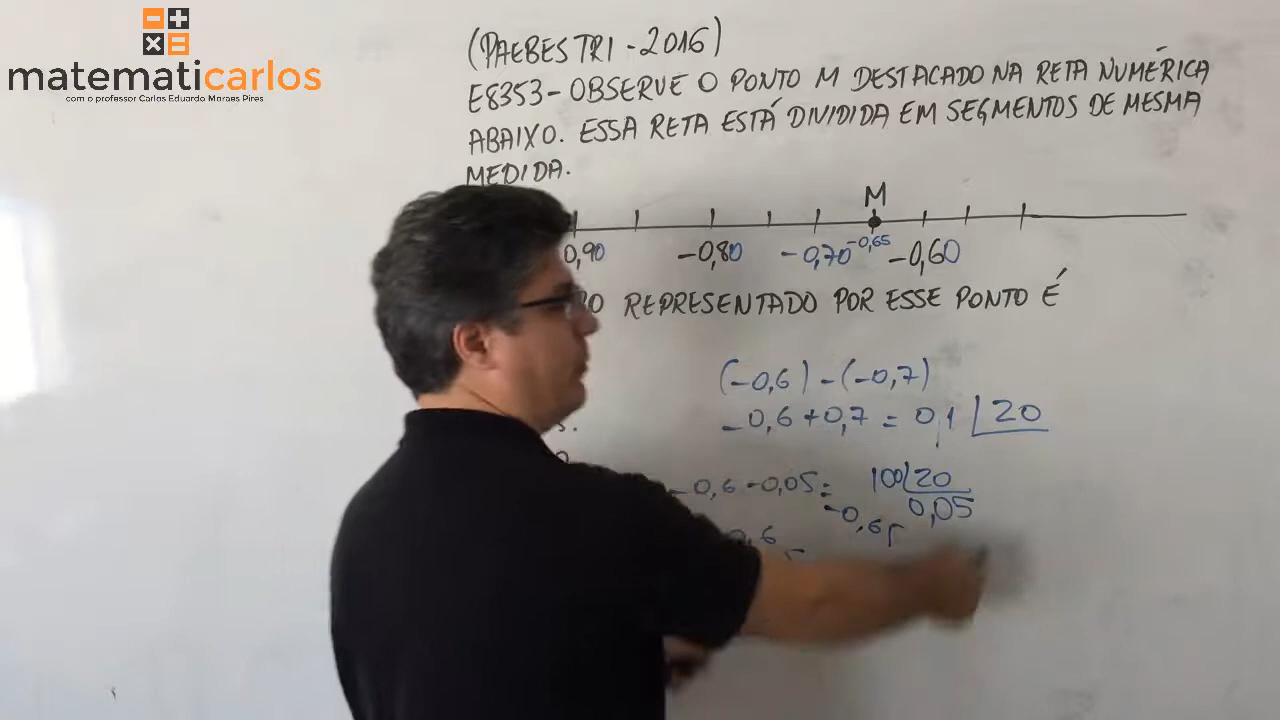 matematicarlos
com o professor Carlos Eduardo Moraes Pires
(PAEBES TRI - 2016)
E8353 - OBSERVE O PONTO M DESTACADO NA RETA NUMÉRICA
ABAIXO. ESSA RETA ESTÁ DIVIDIDA EM SEGMENTOS DE MESMA
MEDIDA.
M
0,90 -0,80 -0,70 -0,65 -0,60
REPRESENTADO POR ESSE PONTO É
(-0,6) - (-0,7)
-0,6 + 0,7 = 0,1 20
-0,6 - 0,05 = 100 20
-0,65 0,05
0,6